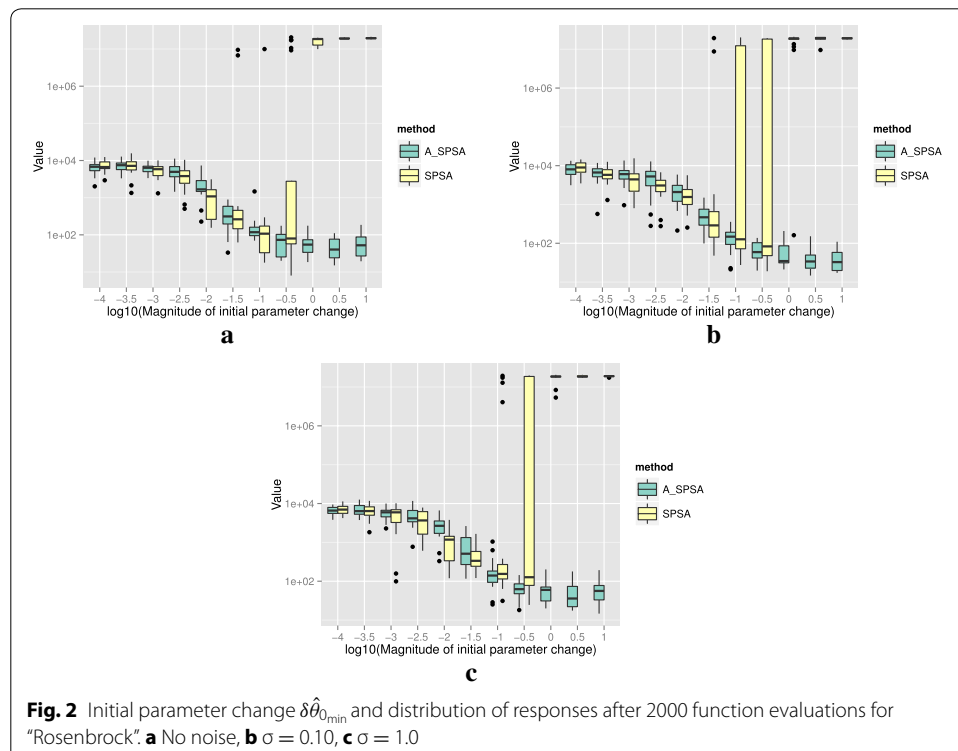 1e+06
1e+04
1e+02
Value
−4 −3.5 −3 −2.5 −2 −1.5 −1 −0.5 0 0.5 1
log10(Magnitude of initial parameter change)
method
A_SPSA
SPSA
a
1e+06
1e+04
1e+02
Value
−4 −3.5 −3 −2.5 −2 −1.5 −1 −0.5 0 0.5 1
log10(Magnitude of initial parameter change)
method
A_SPSA
SPSA
b
1e+06
1e+04
1e+02
Value
−4 −3.5 −3 −2.5 −2 −1.5 −1 −0.5 0 0.5 1
log10(Magnitude of initial parameter change)
method
A_SPSA
SPSA
c
Fig. 2 Initial parameter change δθ̂₀ₘᵢₙ and distribution of responses after 2000 function evaluations for
“Rosenbrock”. a No noise, b σ = 0.10, c σ = 1.0